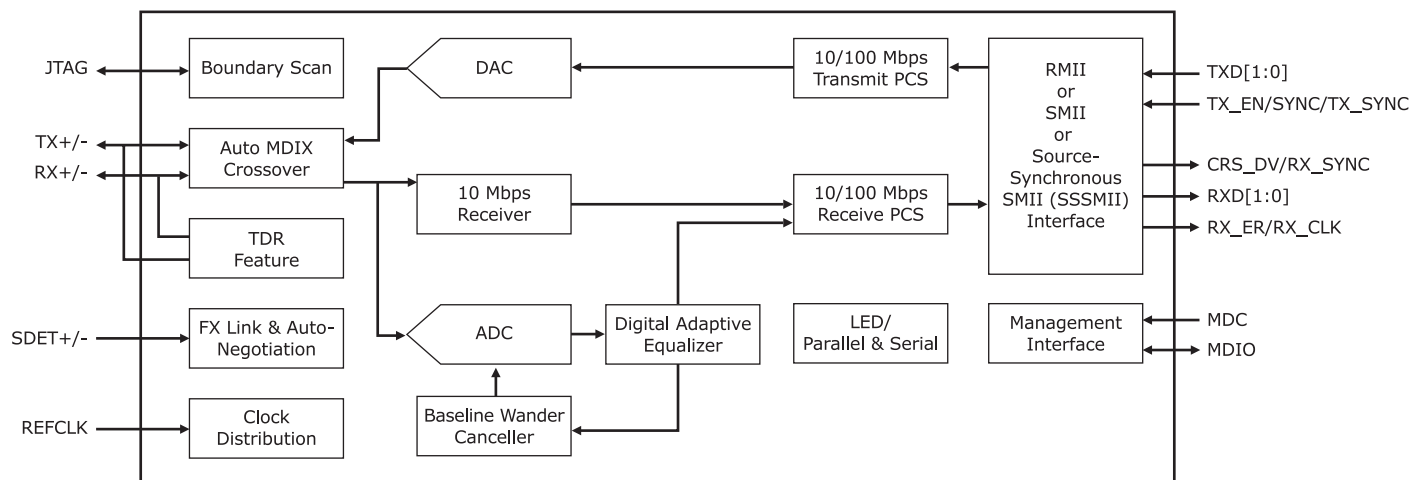 JTAG
TX+/-
RX+/-
SDET+/-
REFCLK
Boundary Scan
Auto MDIX
Crossover
TDR
Feature
FX Link & Auto-
Negotiation
Clock
Distribution
DAC
10 Mbps
Receiver
ADC
Baseline Wander
Canceller
Digital Adaptive
Equalizer
10/100 Mbps
Transmit PCS
10/100 Mbps
Receive PCS
LED/
Parallel & Serial
RMII
or
SMII
or
Source-
Synchronous
SMII (SSSMII)
Interface
Management
Interface
TXD[1:0]
TX_EN/SYNC/TX_SYNC
CRS_DV/RX_SYNC
RXD[1:0]
RX_ER/RX_CLK
MDC
MDIO